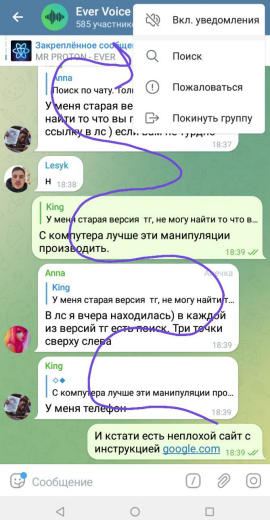 Ever Voice
585 участник
Вкл. уведомления
Поиск
Пожаловаться
Покинуть группу
Закреплённое сообще
MR PROTON - EVER
Anna
Поиск по чату. Толь
У меня старая ве
найти то что вы п
ссылку в лс ) если вам не трудно
18:37
Lesyk
н 18:38
King
У меня старая версия тг, не могу найти то что в...
С компьютера лучше эти манипуляции
производить.
18:39
Anna Анечка
King
У меня старая версия тг, не могу найти т...
В лс я вчера находилась) в каждой
из версий тг есть поиск. Три точки
сверху слева
18:39
King
С компьютера лучше эти манипуляции про...
У меня телефон
18:39
И кстати есть неплохой сайт с
инструкцией google.com 18:39
Сообщение